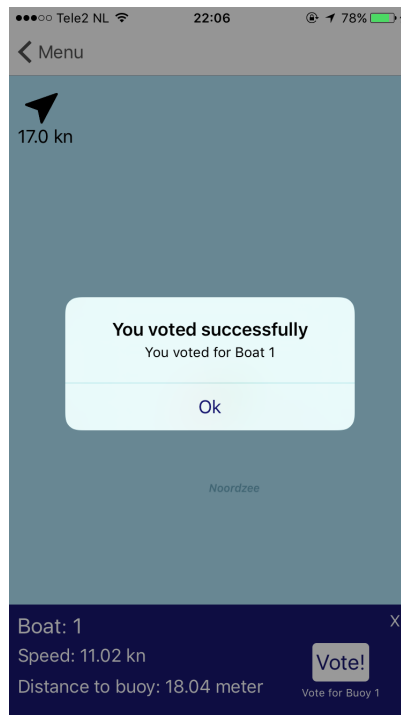 Tele2 NL 22:06 78%
Menu
17.0 kn
You voted successfully
You voted for Boat 1
Ok
Noordzee
Boat: 1
X
Speed: 11.02 kn
Vote!
Distance to buoy: 18.04 meter
Vote for Buoy 1